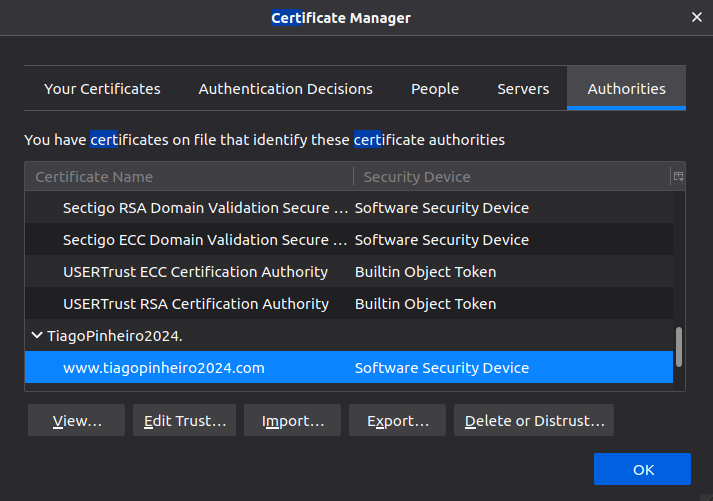 Certificate Manager
Your Certificates Authentication Decisions People Servers Authorities
You have certificates on file that identify these certificate authorities
Certificate Name Security Device
Sectigo RSA Domain Validation Secure … Software Security Device
Sectigo ECC Domain Validation Secure … Software Security Device
USERTrust ECC Certification Authority Builtin Object Token
USERTrust RSA Certification Authority Builtin Object Token
TiagoPinheiro2024.
www.tiagopinheiro2024.com Software Security Device
View… Edit Trust… Import… Export… Delete or Distrust…
OK